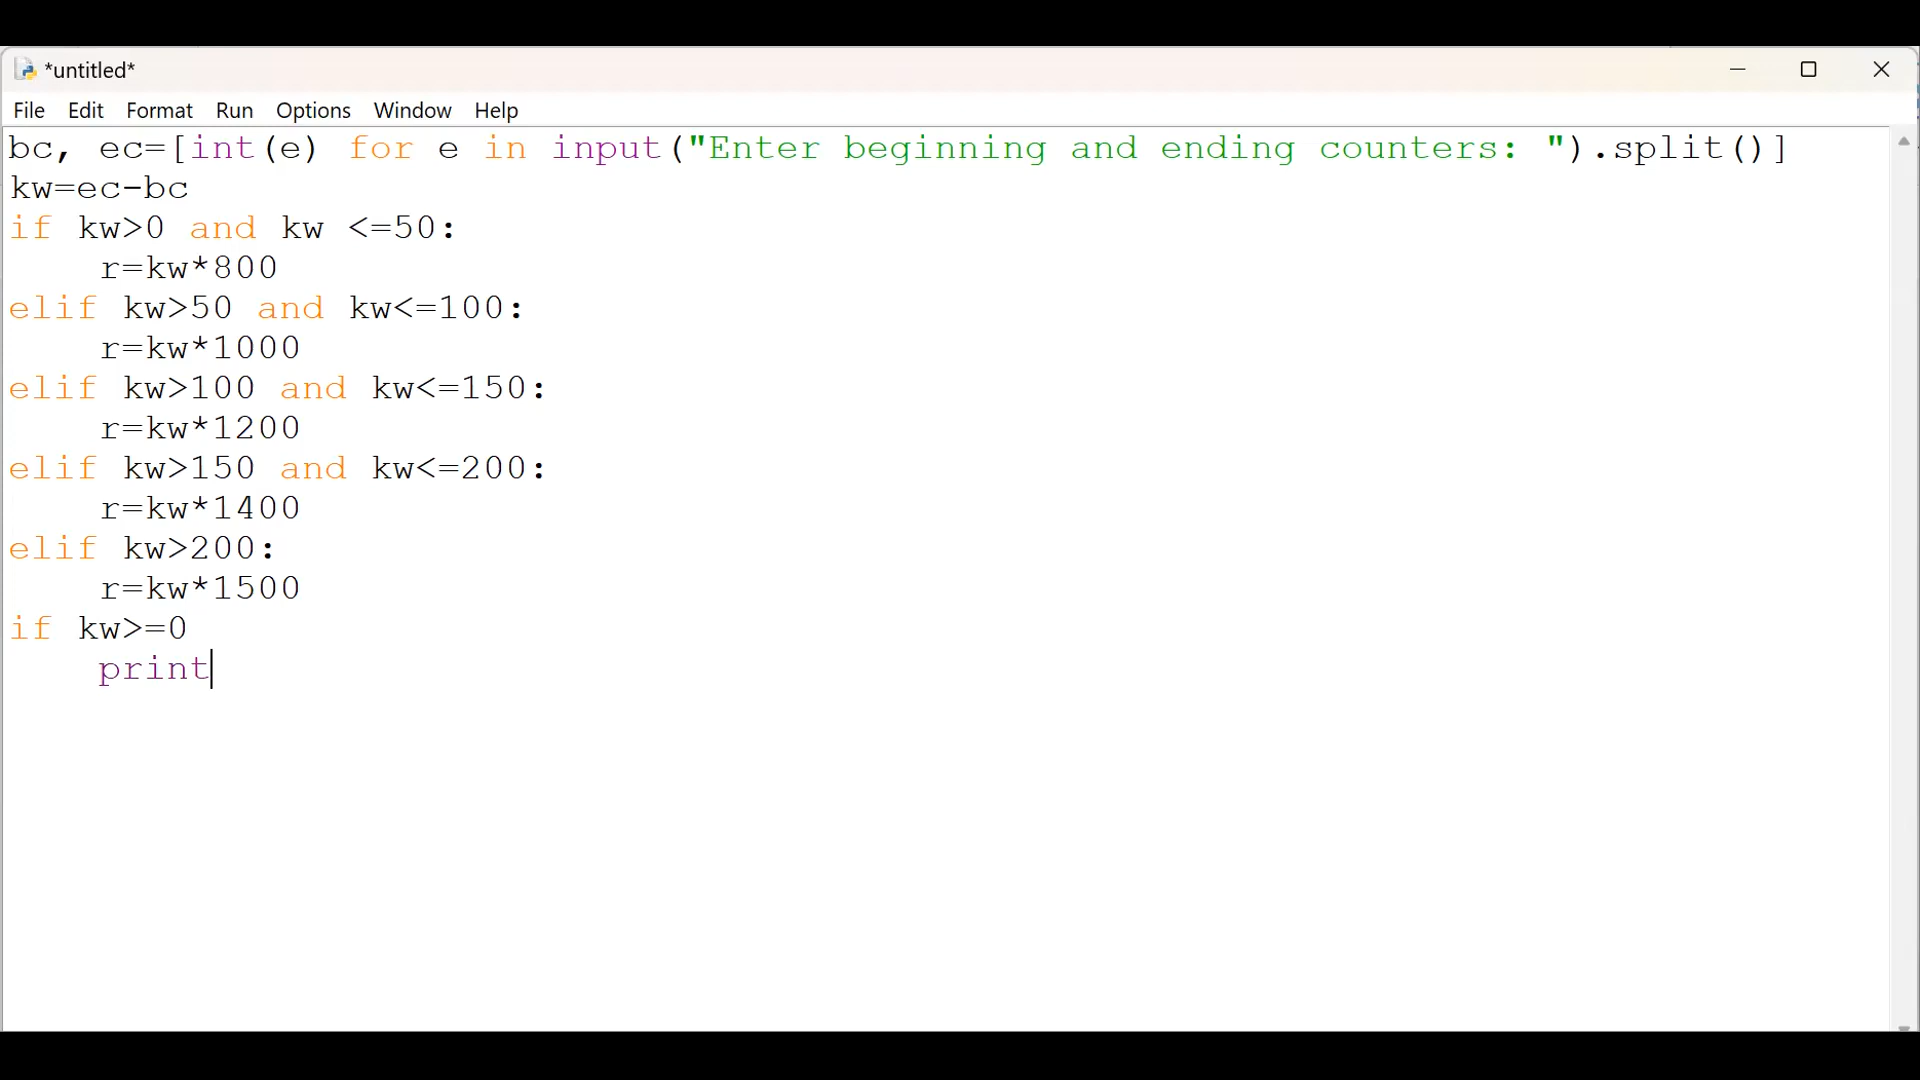 *untitled*
File Edit Format Run Options Window Help
bc, ec=[int(e) for e in input("Enter beginning and ending counters: ").split()]
kw=ec-bc
if kw>0 and kw <=50:
    r=kw*800
elif kw>50 and kw<=100:
    r=kw*1000
elif kw>100 and kw<=150:
    r=kw*1200
elif kw>150 and kw<=200:
    r=kw*1400
elif kw>200:
    r=kw*1500
if kw>=0
    print